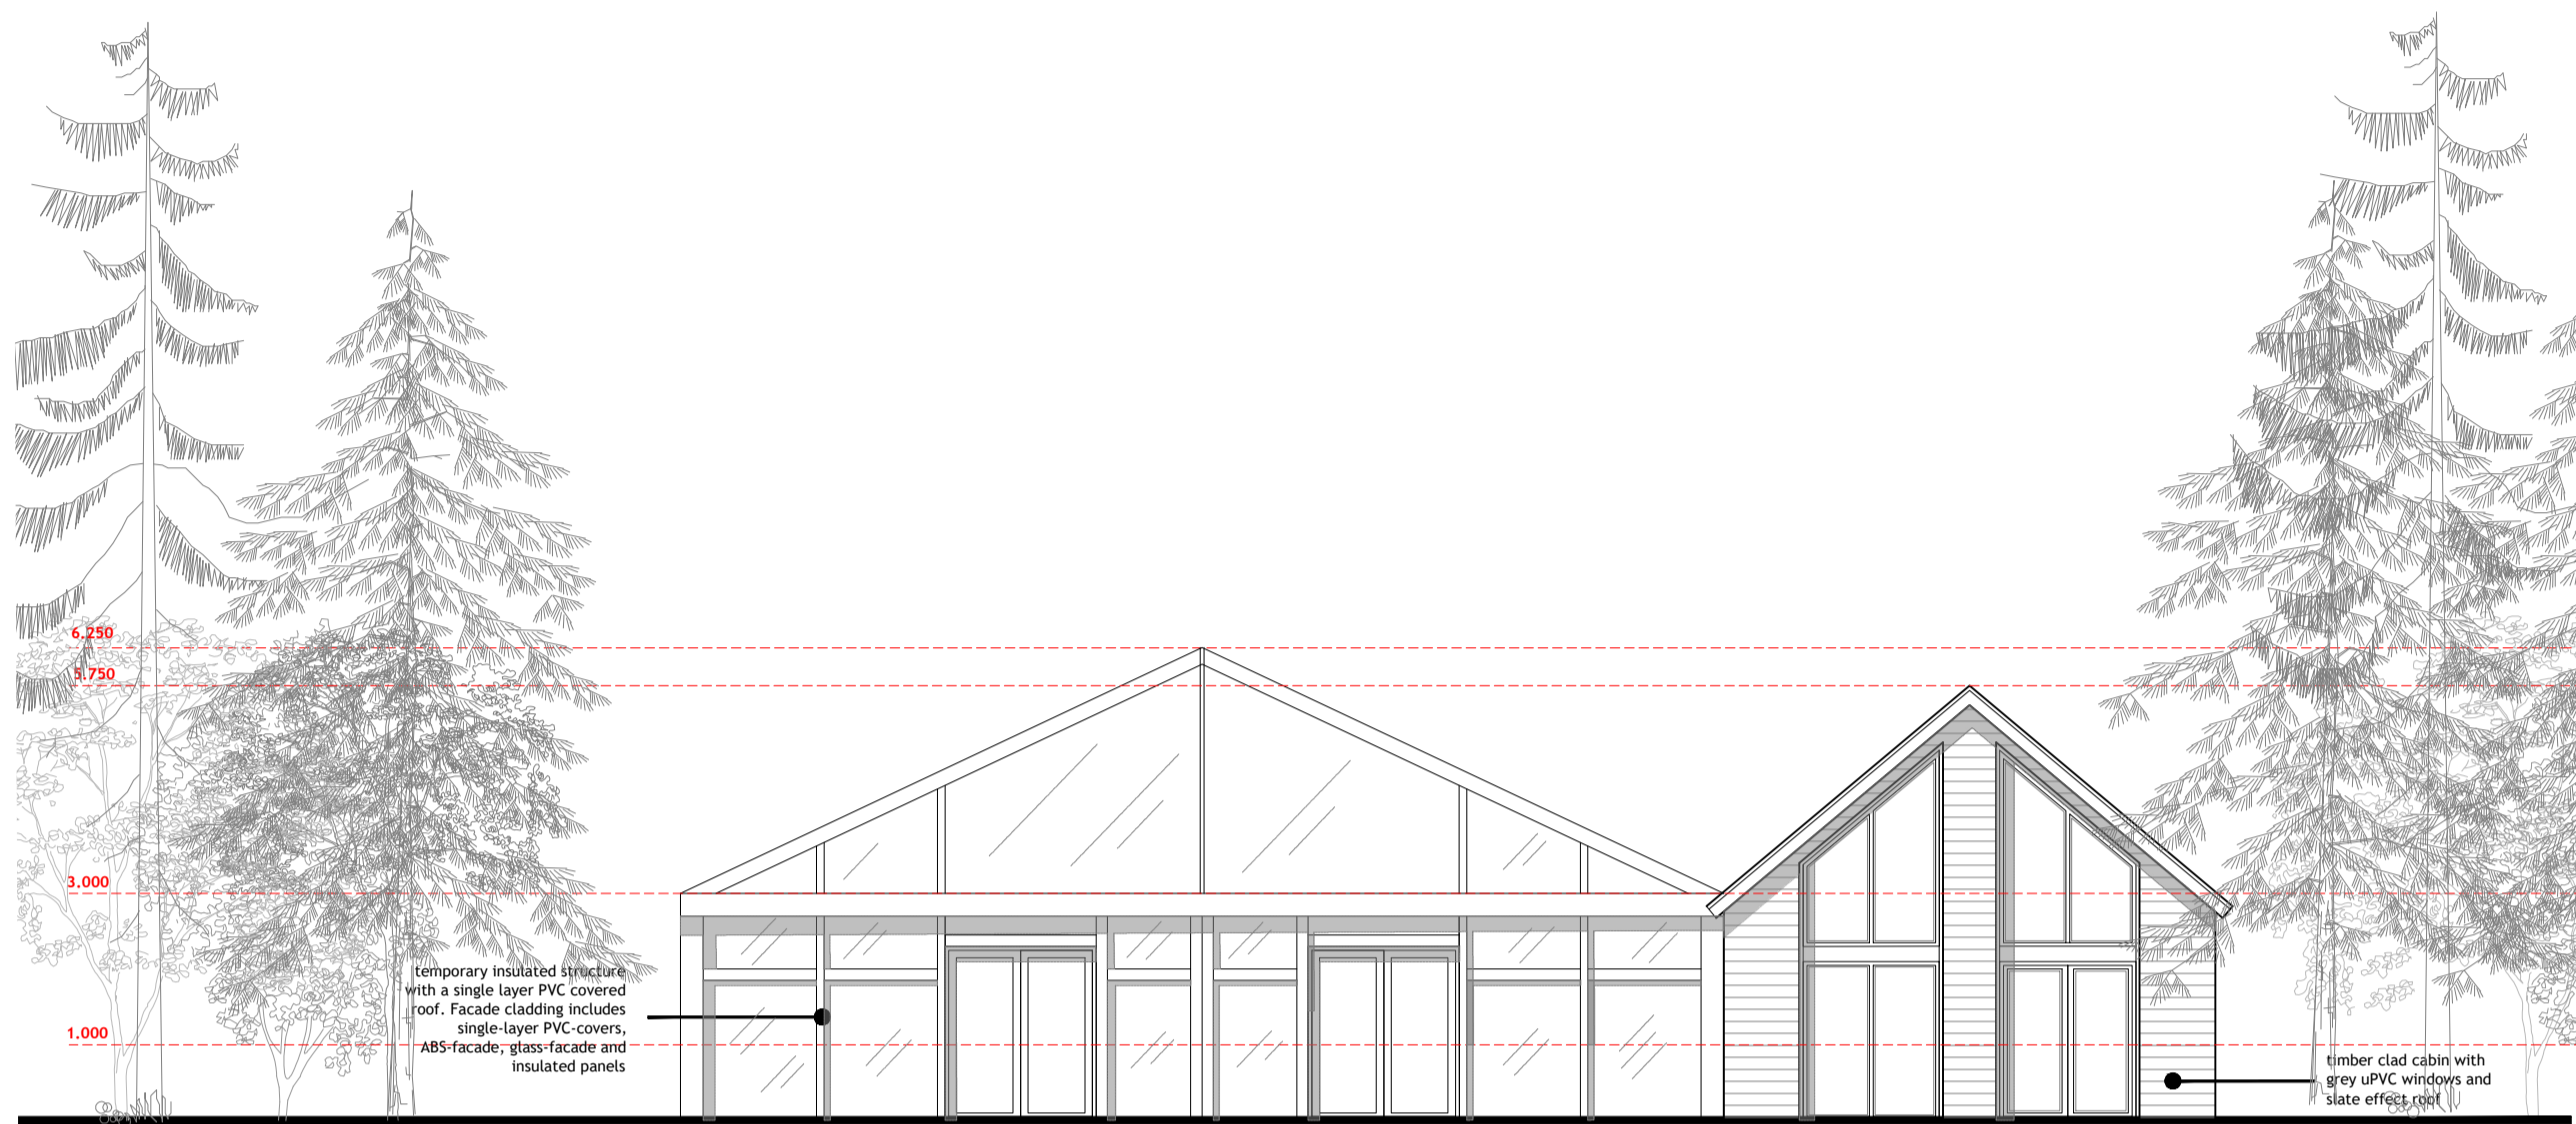 6.250
5.750
3.000
temporary insulated structure
with a single layer PVC covered
roof. Facade cladding includes
single-layer PVC-covers,
ABS-facade, glass-facade and
insulated panels
1.000
timber clad cabin with
grey uPVC windows and
slate effect roof